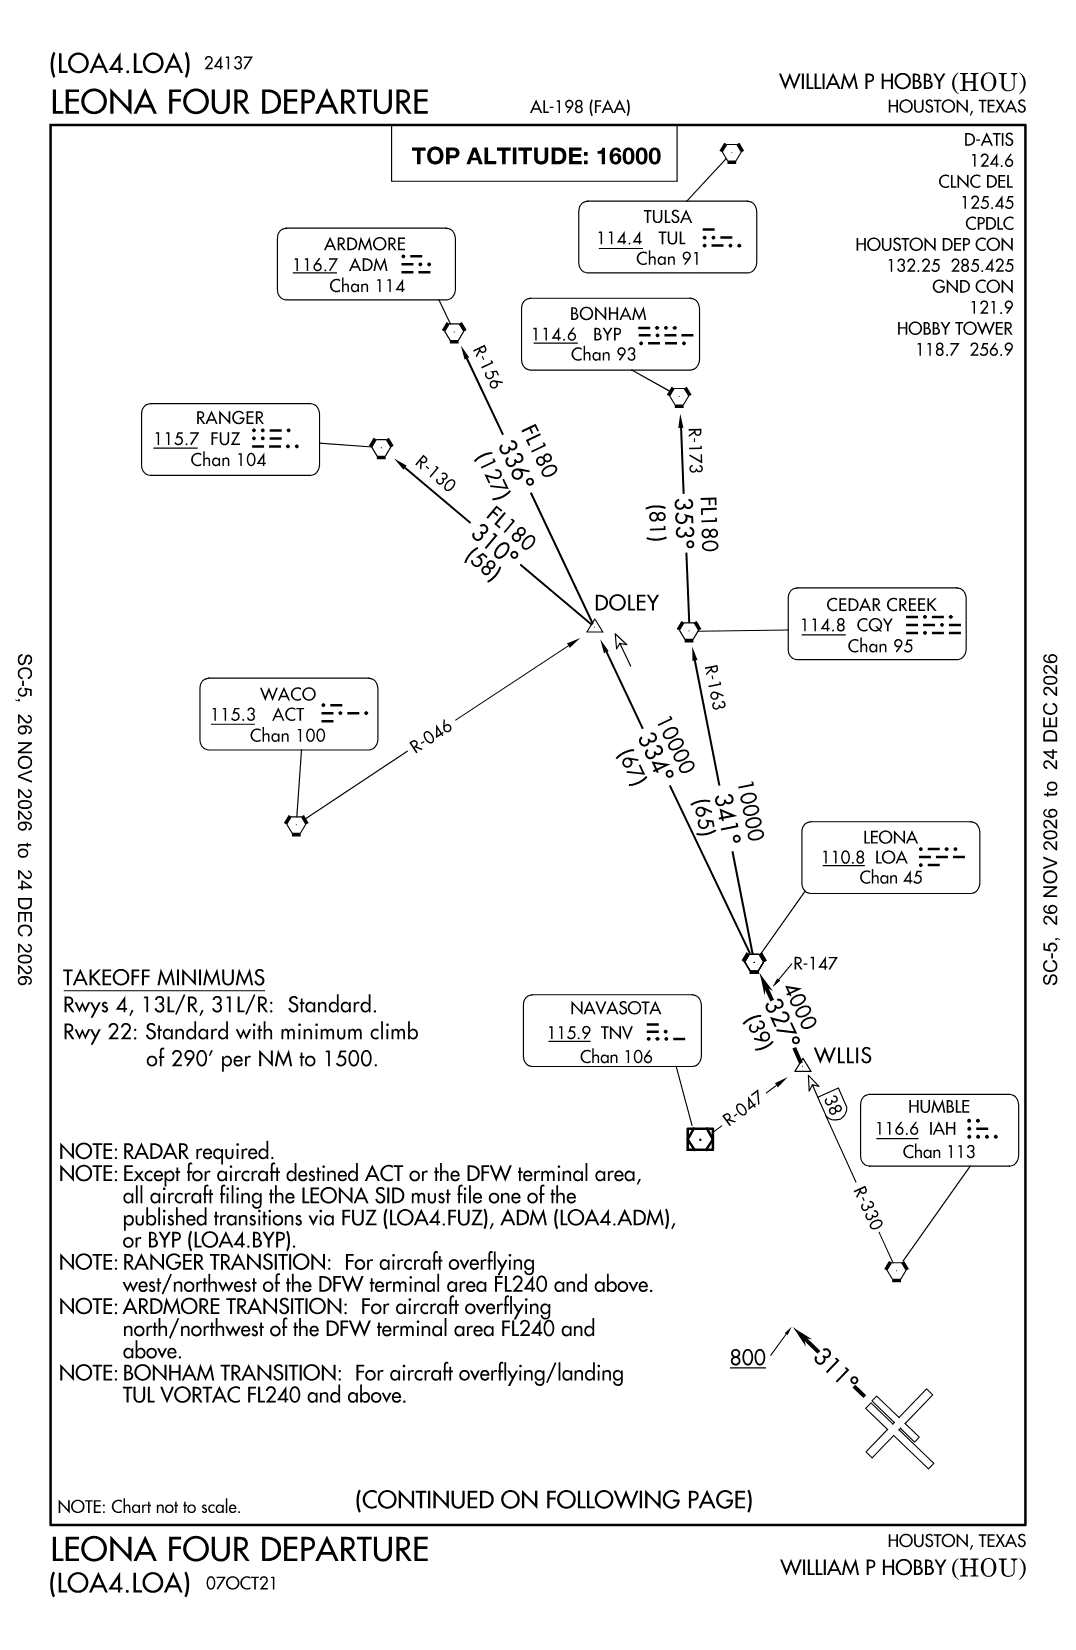 (LOA4.LOA) 24137
LEONA FOUR DEPARTURE
AL-198 (FAA)
WILLIAM P HOBBY (HOU)
HOUSTON, TEXAS
TOP ALTITUDE: 16000
D-ATIS
124.6
CLNC DEL
125.45
CPDLC
HOUSTON DEP CON
132.25 285.425
GND CON
121.9
HOBBY TOWER
118.7 256.9
TULSA
114.4 TUL
Chan 91
ARDMORE
116.7 ADM
Chan 114
BONHAM
114.6 BYP
Chan 93
R-156
RANGER
115.7 FUZ
Chan 104
R-130
R-173
FL180
336°
(127)
FL180
310°
(58)
FL180
353°
(81)
DOLEY
CEDAR CREEK
114.8 CQY
Chan 95
WACO
115.3 ACT
Chan 100
R-046
R-163
10000
334°
(67)
10000
341°
(65)
LEONA
110.8 LOA
Chan 45
R-147
4000
327°
(39)
TAKEOFF MINIMUMS
Rwys 4, 13L/R, 31L/R: Standard.
Rwy 22: Standard with minimum climb
of 290' per NM to 1500.
NAVASOTA
115.9 TNV
Chan 106
WLLIS
R-047
38
HUMBLE
116.6 IAH
Chan 113
R-330
NOTE: RADAR required.
NOTE: Except for aircraft destined ACT or the DFW terminal area,
all aircraft filing the LEONA SID must file one of the
published transitions via FUZ (LOA4.FUZ), ADM (LOA4.ADM),
or BYP (LOA4.BYP).
NOTE: RANGER TRANSITION: For aircraft overflying
west/northwest of the DFW terminal area FL240 and above.
NOTE: ARDMORE TRANSITION: For aircraft overflying
north/northwest of the DFW terminal area FL240 and
above.
NOTE: BONHAM TRANSITION: For aircraft overflying/landing
TUL VORTAC FL240 and above.
800
311°
NOTE: Chart not to scale.
(CONTINUED ON FOLLOWING PAGE)
SC-5, 26 NOV 2026 to 24 DEC 2026
SC-5, 26 NOV 2026 to 24 DEC 2026
LEONA FOUR DEPARTURE
(LOA4.LOA) 07OCT21
HOUSTON, TEXAS
WILLIAM P HOBBY (HOU)